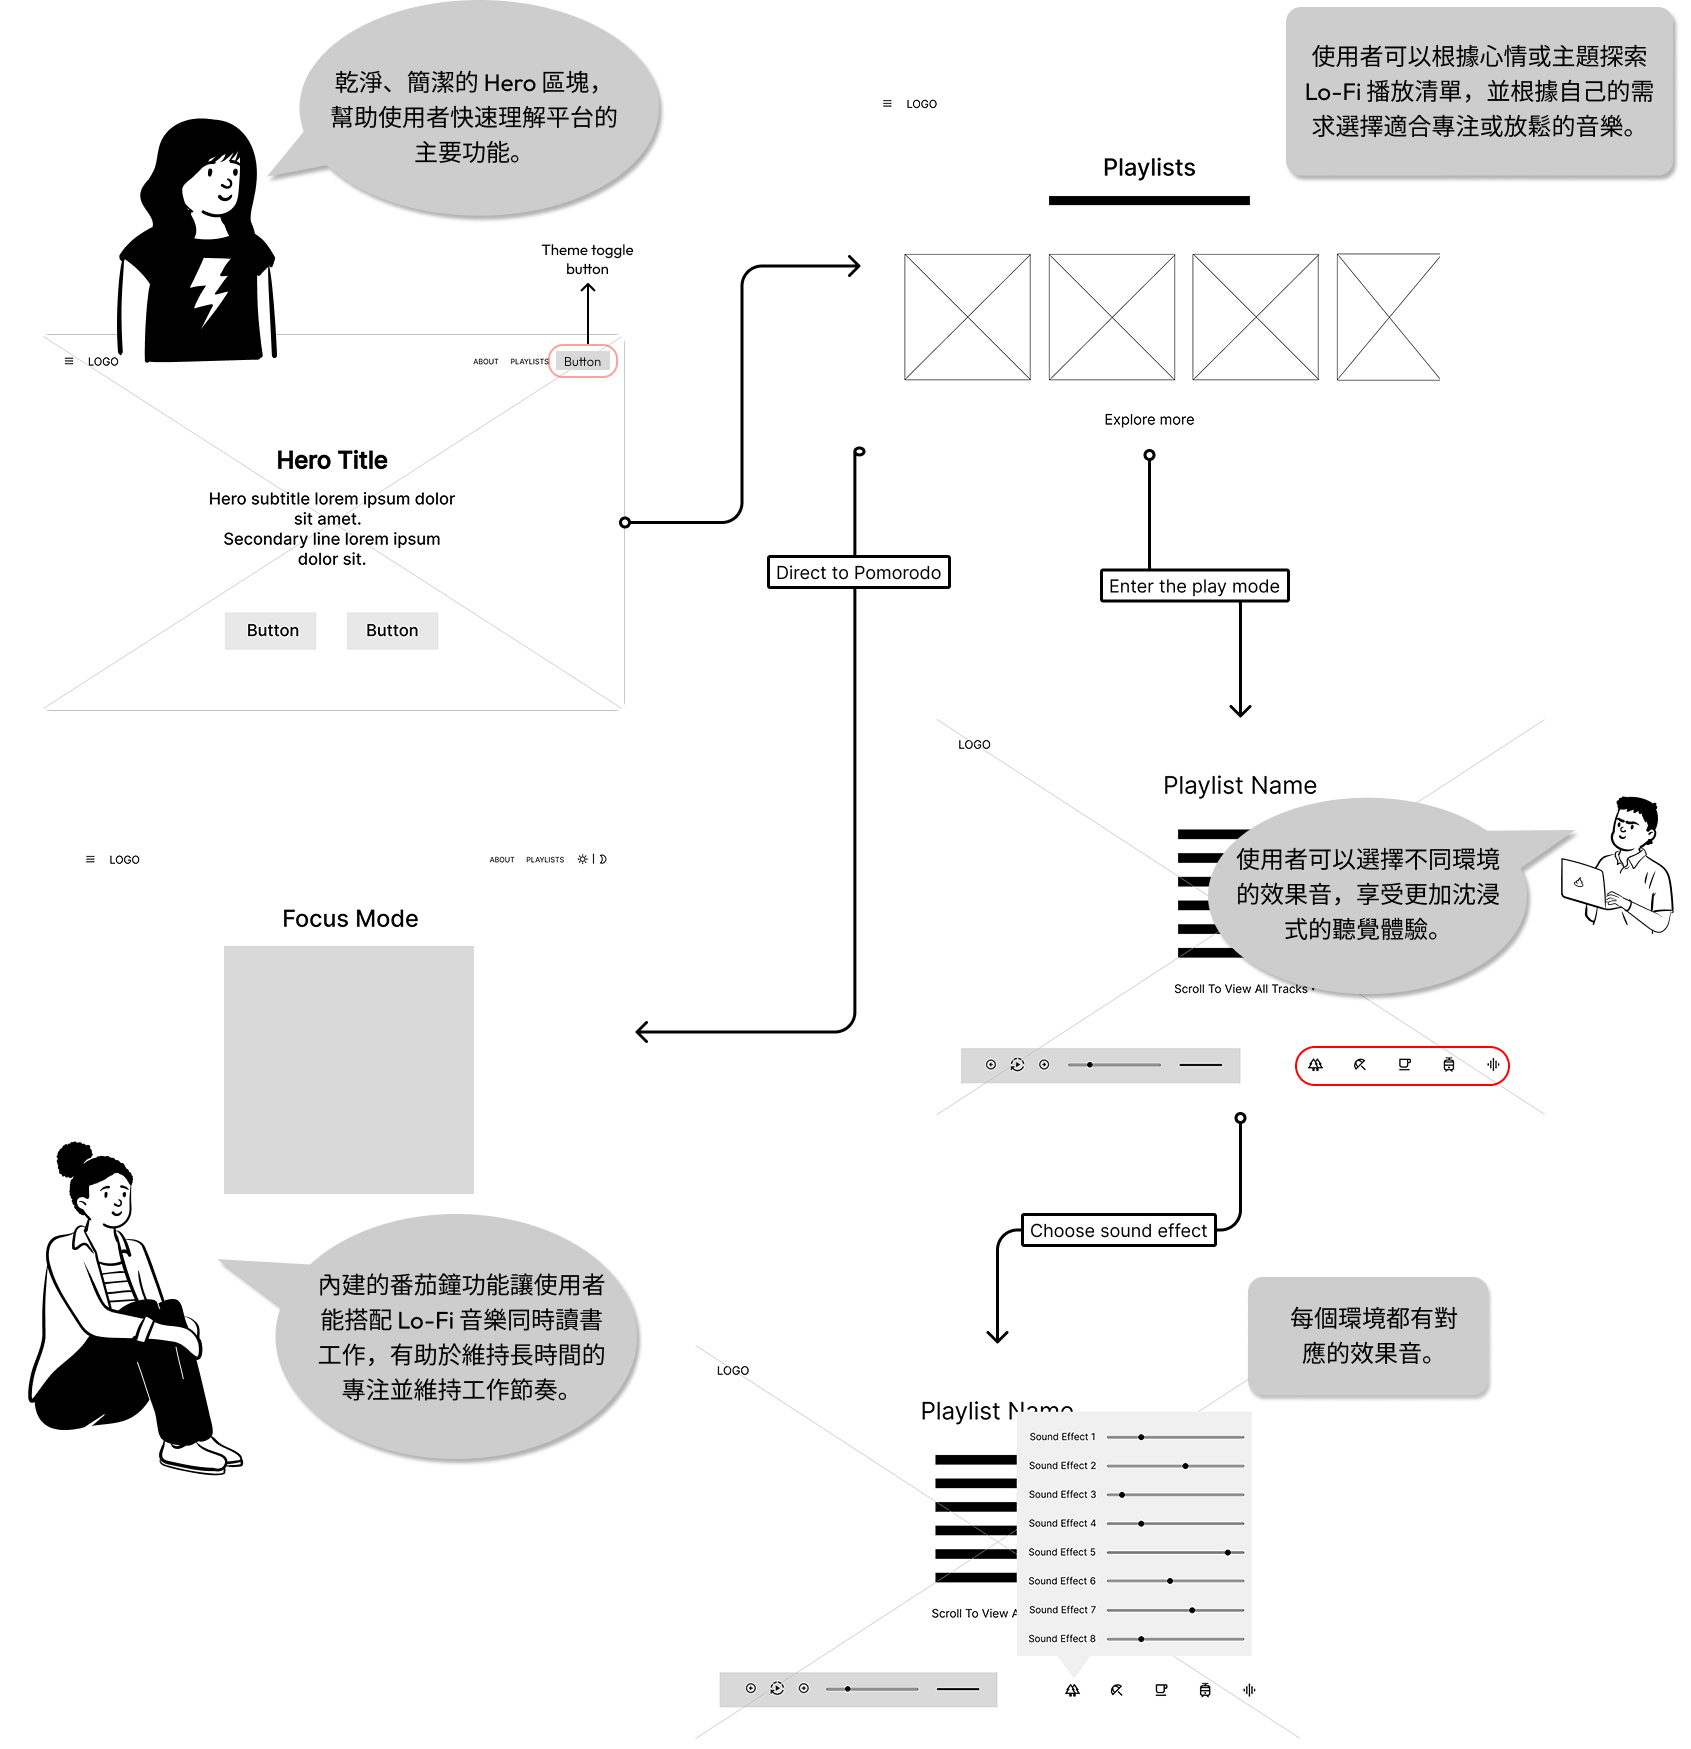 乾淨、簡潔的 Hero 區塊，
幫助使用者快速理解平台的
主要功能。
Theme toggle
button
LOGO
ABOUT
PLAYLISTS
Button
Hero Title
Hero subtitle lorem ipsum dolor
sit amet.
Secondary line lorem ipsum
dolor sit.
Button
Button
使用者可以根據心情或主題探索
Lo-Fi 播放清單，並根據自己的需
求選擇適合專注或放鬆的音樂。
LOGO
Playlists
Explore more
Direct to Pomorodo
Enter the play mode
LOGO
Playlist Name
使用者可以選擇不同環境
的效果音，享受更加沈浸
式的聽覺體驗。
Scroll To View All Tracks
LOGO
ABOUT
PLAYLISTS
Focus Mode
內建的番茄鐘功能讓使用者
能搭配 Lo-Fi 音樂同時讀書
工作，有助於維持長時間的
專注並維持工作節奏。
Choose sound effect
每個環境都有對
應的效果音。
LOGO
Playlist Name
Sound Effect 1
Sound Effect 2
Sound Effect 3
Sound Effect 4
Sound Effect 5
Sound Effect 6
Sound Effect 7
Sound Effect 8
Scroll To View A